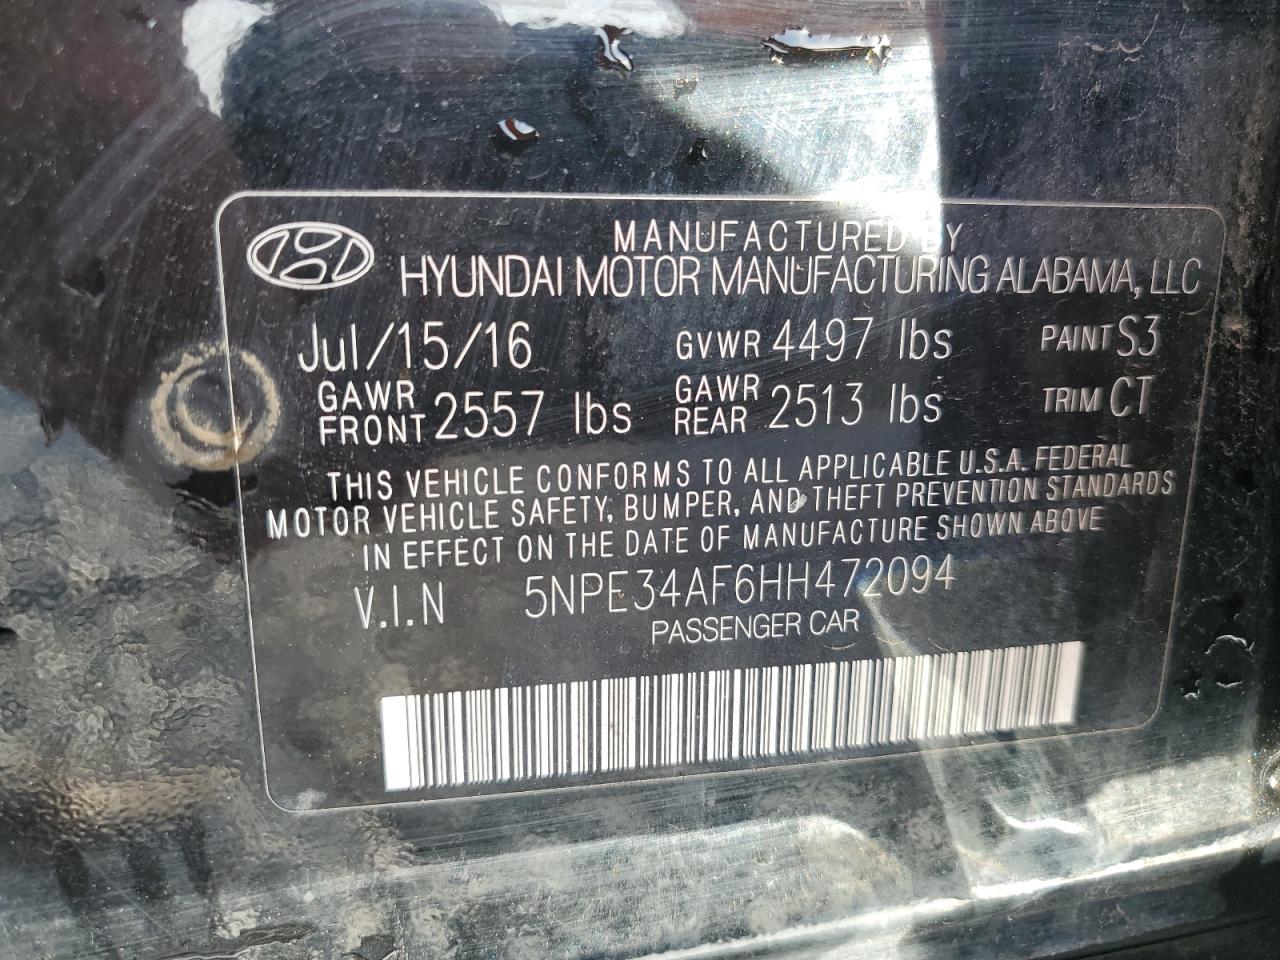 MANUFACTURED BY
HYUNDAI MOTOR MANUFACTURING ALABAMA, LLC
Jul/15/16 GVWR 4497 lbs PAINT S3
GAWR FRONT 2557 lbs GAWR REAR 2513 lbs TRIM CT
THIS VEHICLE CONFORMS TO ALL APPLICABLE U.S.A. FEDERAL
MOTOR VEHICLE SAFETY, BUMPER, AND THEFT PREVENTION STANDARDS
IN EFFECT ON THE DATE OF MANUFACTURE SHOWN ABOVE
V.I.N 5NPE34AF6HH472094
PASSENGER CAR